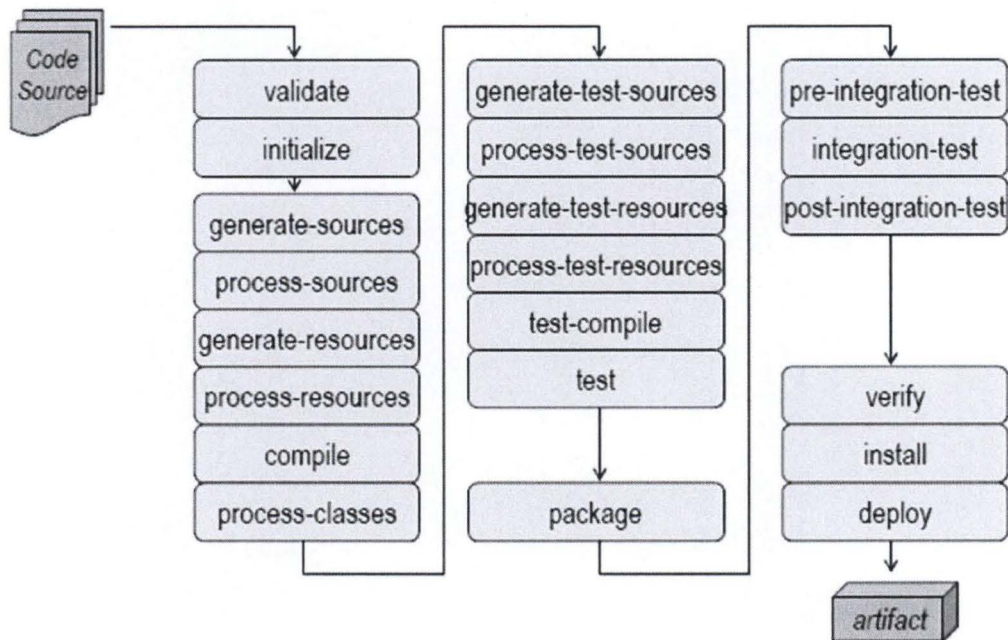 Code
Source
validate
initialize
generate-sources
process-sources
generate-resources
process-resources
compile
process-classes
generate-test-sources
process-test-sources
generate-test-resources
process-test-resources
test-compile
test
package
pre-integration-test
integration-test
post-integration-test
verify
install
deploy
artifact